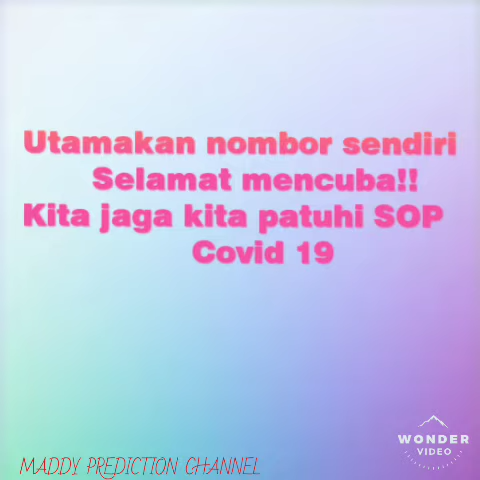 Utamakan nombor sendiri
Selamat mencuba!!
Kita jaga kita patuhi SOP
Covid 19
WONDER
VIDEO
MADDY PREDICTION CHANNEL